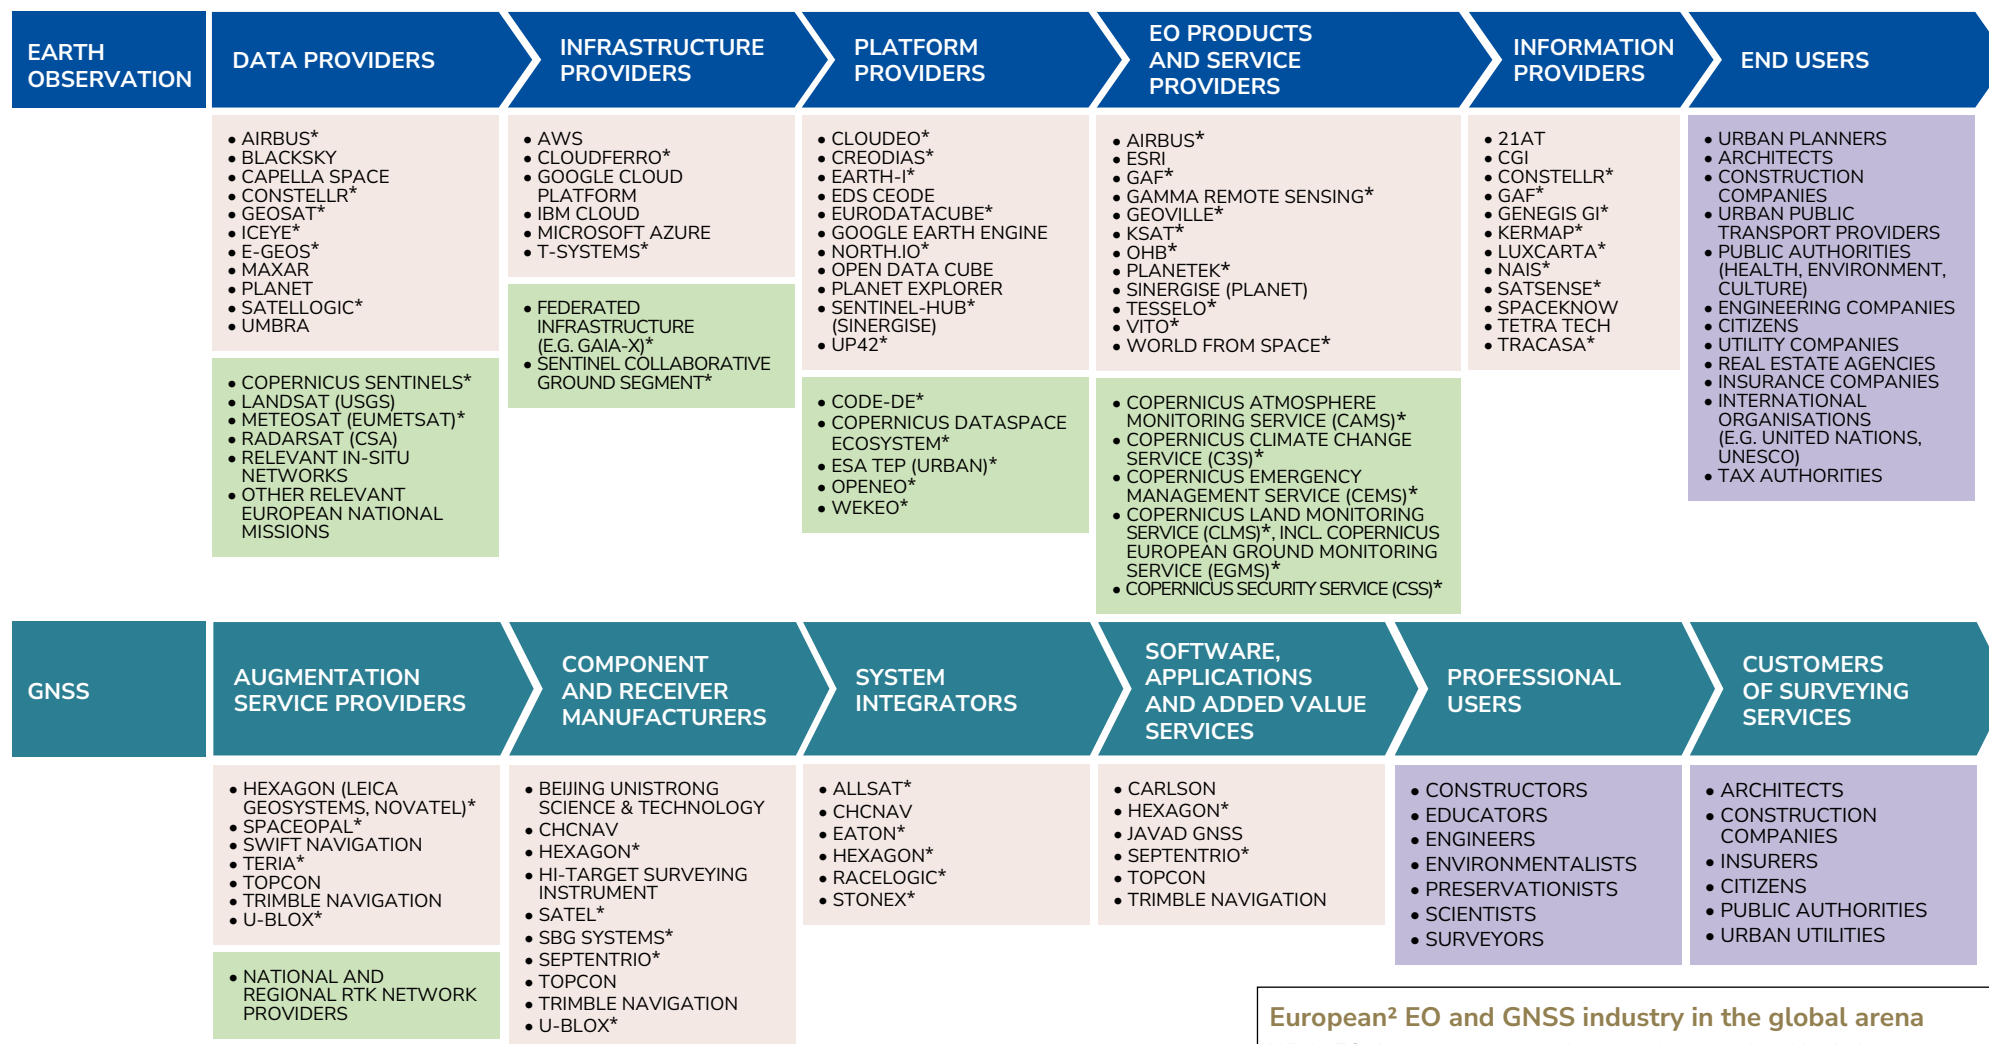 EARTH
OBSERVATION
DATA PROVIDERS
INFRASTRUCTURE
PROVIDERS
PLATFORM
PROVIDERS
EO PRODUCTS
AND SERVICE
PROVIDERS
INFORMATION
PROVIDERS
END USERS
• AIRBUS*
• BLACKSKY
• CAPELLA SPACE
• CONSTELLR*
• GEOSAT*
• ICEYE*
• E-GEOS*
• MAXAR
• PLANET
• SATELLOGIC*
• UMBRA
• COPERNICUS SENTINELS*
• LANDSAT (USGS)
• METEOSAT (EUMETSAT)*
• RADARSAT (CSA)
• RELEVANT IN-SITU
NETWORKS
• OTHER RELEVANT
EUROPEAN NATIONAL
MISSIONS
• AWS
• CLOUDFERRO*
• GOOGLE CLOUD
PLATFORM
• IBM CLOUD
• MICROSOFT AZURE
• T-SYSTEMS*
• FEDERATED
INFRASTRUCTURE
(E.G. GAIA-X)*
• SENTINEL COLLABORATIVE
GROUND SEGMENT*
• CLOUDEO*
• CREODIAS*
• EARTH-I*
• EDS CEODE
• EURODATACUBE*
• GOOGLE EARTH ENGINE
• NORTH.IO*
• OPEN DATA CUBE
• PLANET EXPLORER
• SENTINEL-HUB*
(SINERGISE)
• UP42*
• CODE-DE*
• COPERNICUS DATASPACE
ECOSYSTEM*
• ESA TEP (URBAN)*
• OPENEO*
• WEKEO*
• AIRBUS*
• ESRI
• GAF*
• GAMMA REMOTE SENSING*
• GEOVILLE*
• KSAT*
• OHB*
• PLANETEK*
• SINERGISE (PLANET)
• TESSELO*
• VITO*
• WORLD FROM SPACE*
• COPERNICUS ATMOSPHERE
MONITORING SERVICE (CAMS)*
• COPERNICUS CLIMATE CHANGE
SERVICE (C3S)*
• COPERNICUS EMERGENCY
MANAGEMENT SERVICE (CEMS)*
• COPERNICUS LAND MONITORING
SERVICE (CLMS)*, INCL. COPERNICUS
EUROPEAN GROUND MONITORING
SERVICE (EGMS)*
• COPERNICUS SECURITY SERVICE (CSS)*
• 21AT
• CGI
• CONSTELLR*
• GAF*
• GENEGIS GI*
• KERMAP*
• LUXCARTA*
• NAIS*
• SATSENSE*
• SPACEKNOW
• TETRA TECH
• TRACASA*
• URBAN PLANNERS
• ARCHITECTS
• CONSTRUCTION
COMPANIES
• URBAN PUBLIC
TRANSPORT PROVIDERS
• PUBLIC AUTHORITIES
(HEALTH, ENVIRONMENT,
CULTURE)
• ENGINEERING COMPANIES
• CITIZENS
• UTILITY COMPANIES
• REAL ESTATE AGENCIES
• INSURANCE COMPANIES
• INTERNATIONAL
ORGANISATIONS
(E.G. UNITED NATIONS,
UNESCO)
• TAX AUTHORITIES
GNSS
AUGMENTATION
SERVICE PROVIDERS
COMPONENT
AND RECEIVER
MANUFACTURERS
SYSTEM
INTEGRATORS
SOFTWARE,
APPLICATIONS
AND ADDED VALUE
SERVICES
PROFESSIONAL
USERS
CUSTOMERS
OF SURVEYING
SERVICES
• HEXAGON (LEICA
GEOSYSTEMS, NOVATEL)*
• SPACEOPAL*
• SWIFT NAVIGATION
• TERIA*
• TOPCON
• TRIMBLE NAVIGATION
• U-BLOX*
• NATIONAL AND
REGIONAL RTK NETWORK
PROVIDERS
• BEIJING UNISTRONG
SCIENCE & TECHNOLOGY
• CHCNAV
• HEXAGON*
• HI-TARGET SURVEYING
INSTRUMENT
• SATEL*
• SBG SYSTEMS*
• SEPTENTRIO*
• TOPCON
• TRIMBLE NAVIGATION
• U-BLOX*
• ALLSAT*
• CHCNAV
• EATON*
• HEXAGON*
• RACELOGIC*
• STONEX*
• CARLSON
• HEXAGON*
• JAVAD GNSS
• SEPTENTRIO*
• TOPCON
• TRIMBLE NAVIGATION
• CONSTRUCTORS
• EDUCATORS
• ENGINEERS
• ENVIRONMENTALISTS
• PRESERVATIONISTS
• SCIENTISTS
• SURVEYORS
• ARCHITECTS
• CONSTRUCTION
COMPANIES
• INSURERS
• CITIZENS
• PUBLIC AUTHORITIES
• URBAN UTILITIES
European² EO and GNSS industry in the global arena